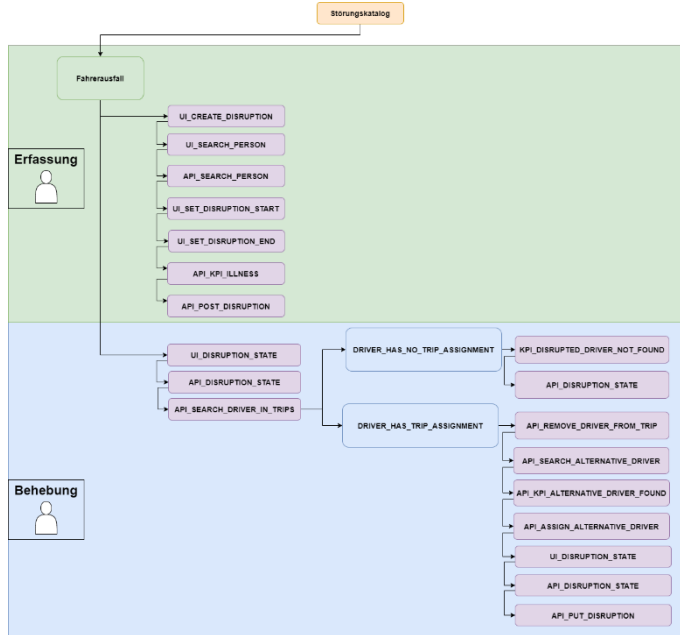 Störungskatalog
Fahrerausfall
Erfassung
UI_CREATE_DISRUPTION
UI_SEARCH_PERSON
API_SEARCH_PERSON
UI_SET_DISRUPTION_START
UI_SET_DISRUPTION_END
API_KPI_ILLNESS
API_POST_DISRUPTION
Behebung
UI_DISRUPTION_STATE
API_DISRUPTION_STATE
API_SEARCH_DRIVER_IN_TRIPS
DRIVER_HAS_NO_TRIP_ASSIGNMENT
KPI_DISRUPTED_DRIVER_NOT_FOUND
API_DISRUPTION_STATE
DRIVER_HAS_TRIP_ASSIGNMENT
API_REMOVE_DRIVER_FROM_TRIP
API_SEARCH_ALTERNATIVE_DRIVER
API_KPI_ALTERNATIVE_DRIVER_FOUND
API_ASSIGN_ALTERNATIVE_DRIVER
UI_DISRUPTION_STATE
API_DISRUPTION_STATE
API_PUT_DISRUPTION